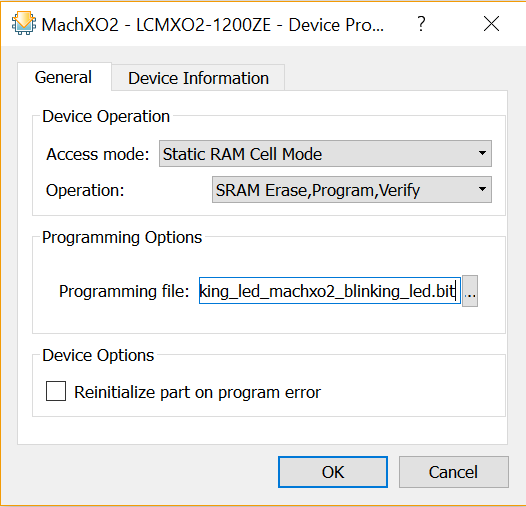 MachXO2 - LCMXO2-1200ZE - Device Pro... ?
General Device Information
Device Operation
Access mode: Static RAM Cell Mode
Operation: SRAM Erase,Program,Verify
Programming Options
Programming file: king_led_machxo2_blinking_led.bit ...
Device Options
Reinitialize part on program error
OK Cancel